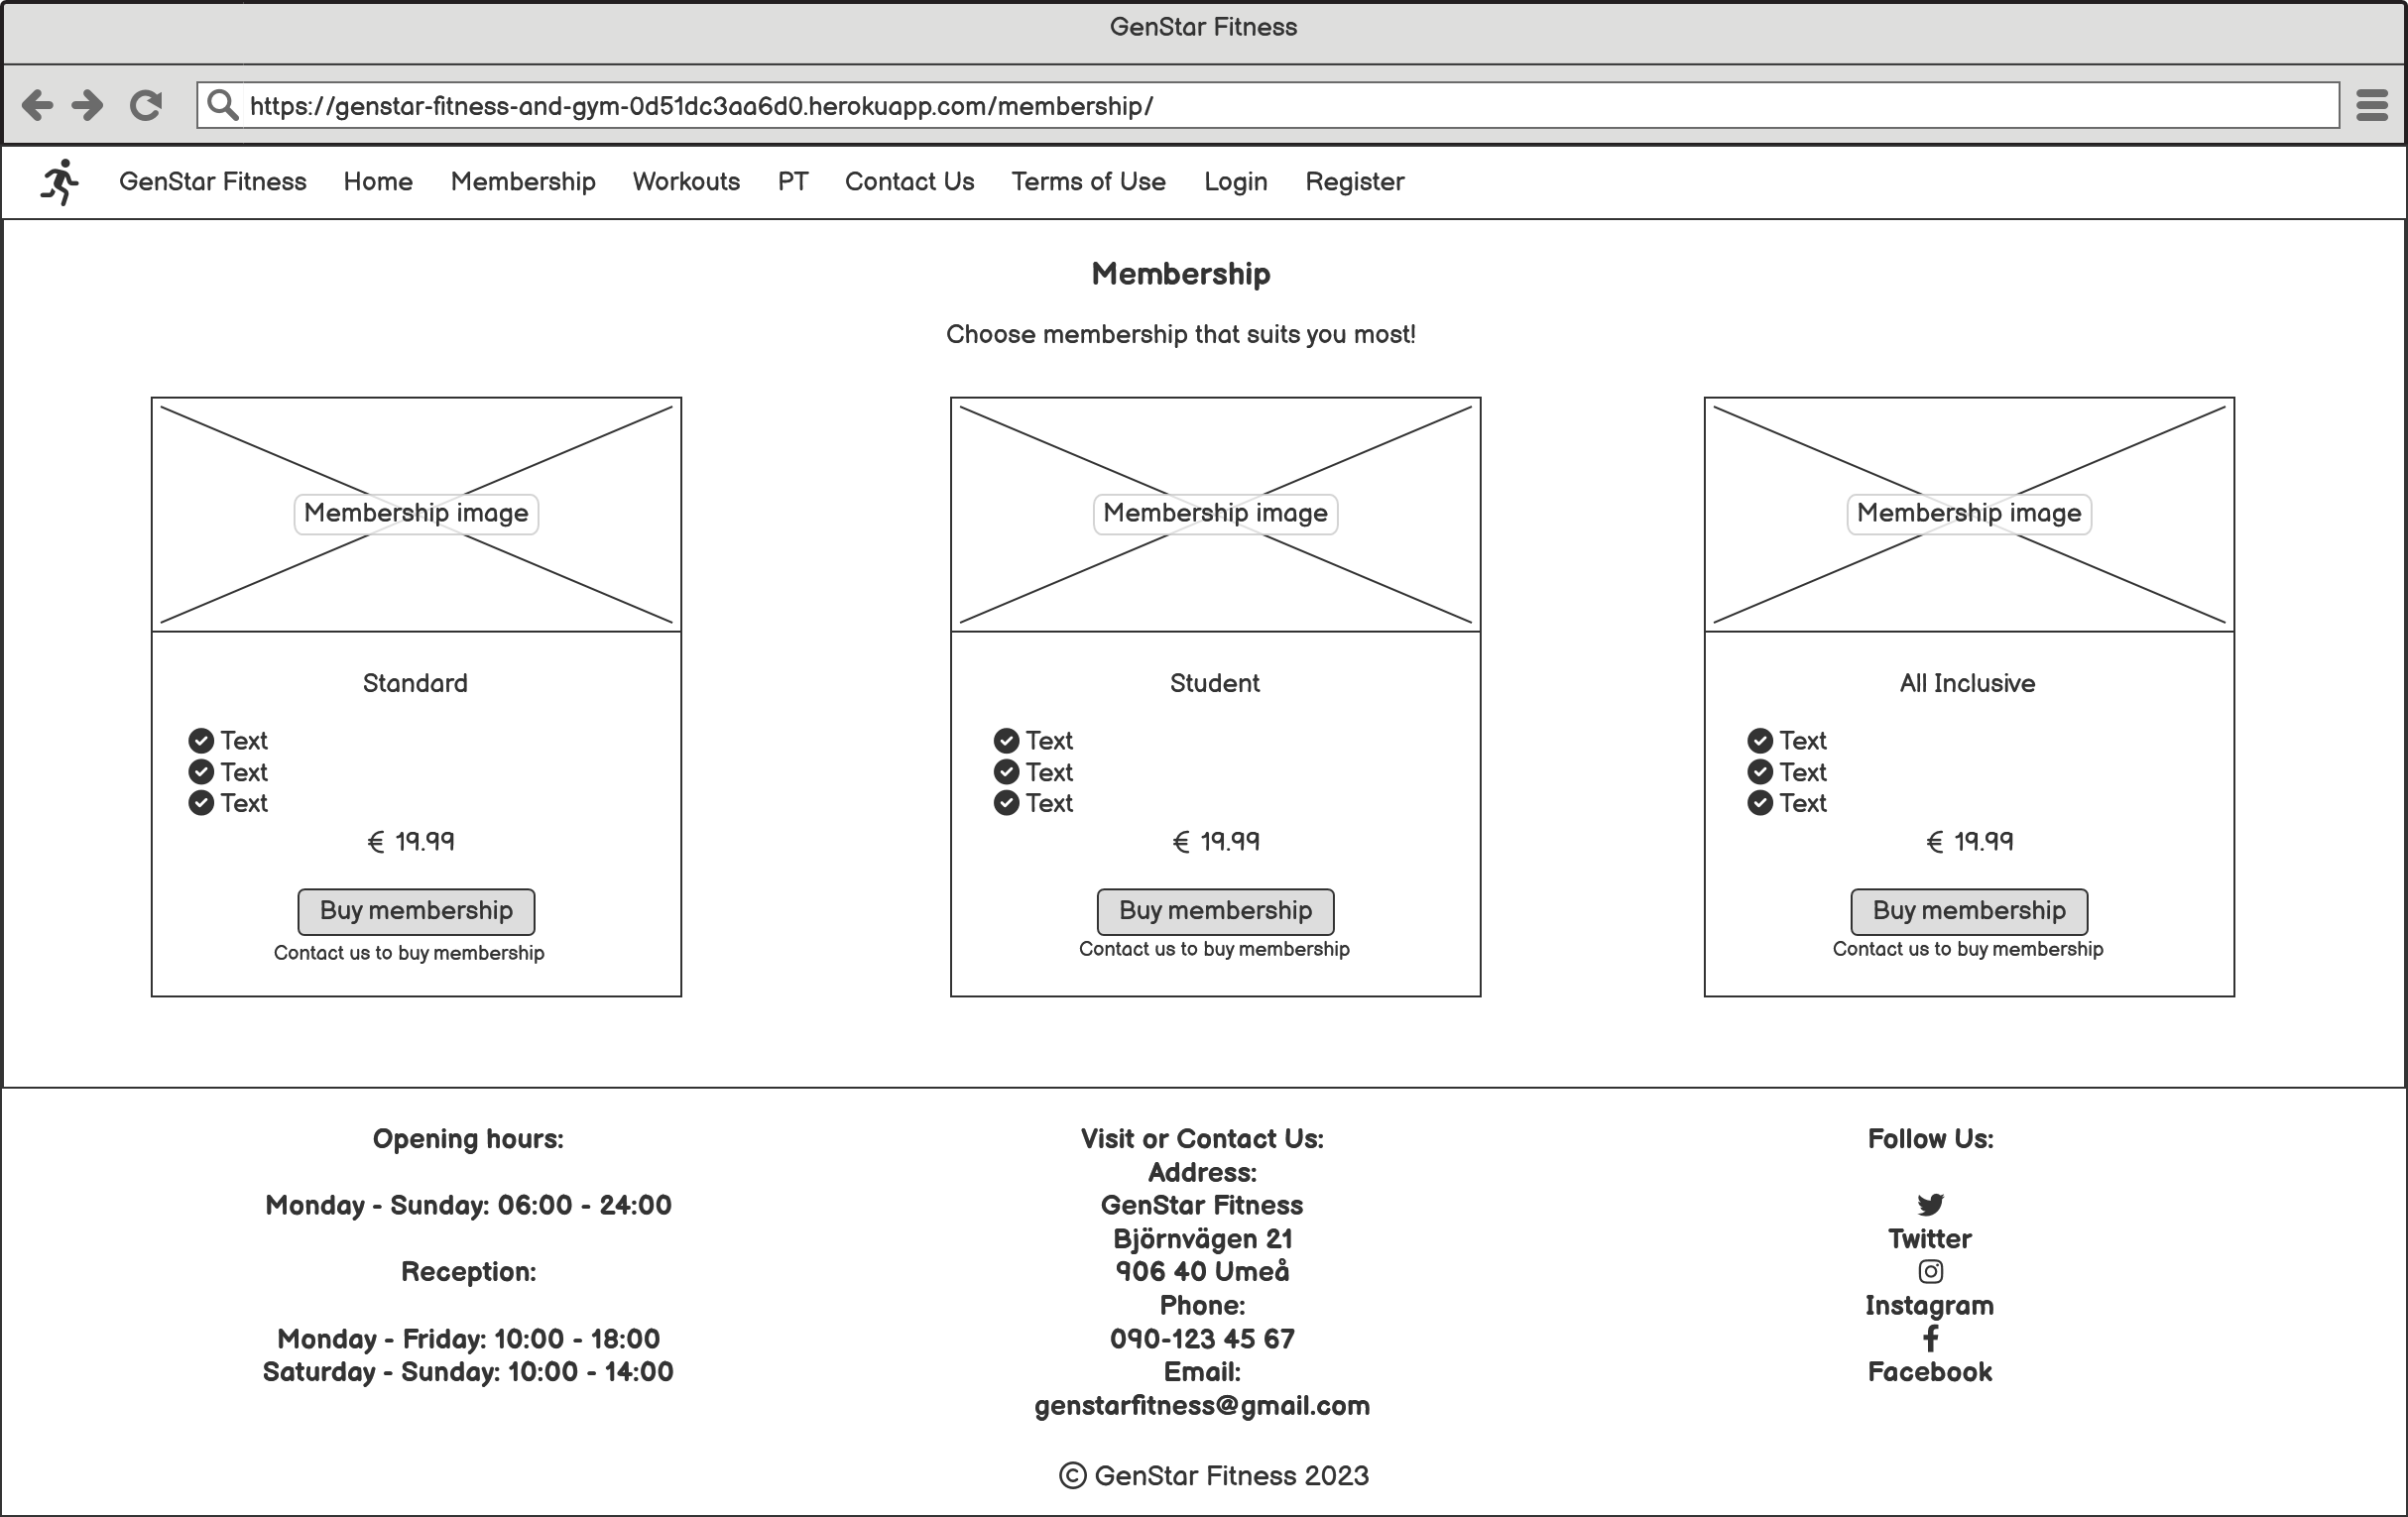 GenStar Fitness
https://genstar-fitness-and-gym-0d51dc3aa6d0.herokuapp.com/membership/
GenStar Fitness Home Membership Workouts PT Contact Us Terms of Use Login Register
Membership
Choose membership that suits you most!
Membership image
Standard
Text
Text
Text
€ 19.99
Buy membership
Contact us to buy membership
Membership image
Student
Text
Text
Text
€ 19.99
Buy membership
Contact us to buy membership
Membership image
All Inclusive
Text
Text
Text
€ 19.99
Buy membership
Contact us to buy membership
Opening hours:
Monday - Sunday: 06:00 - 24:00
Reception:
Monday - Friday: 10:00 - 18:00
Saturday - Sunday: 10:00 - 14:00
Visit or Contact Us:
Address:
GenStar Fitness
Björnvägen 21
906 40 Umeå
Phone:
090-123 45 67
Email:
genstarfitness@gmail.com
Follow Us:
Twitter
Instagram
Facebook
© GenStar Fitness 2023